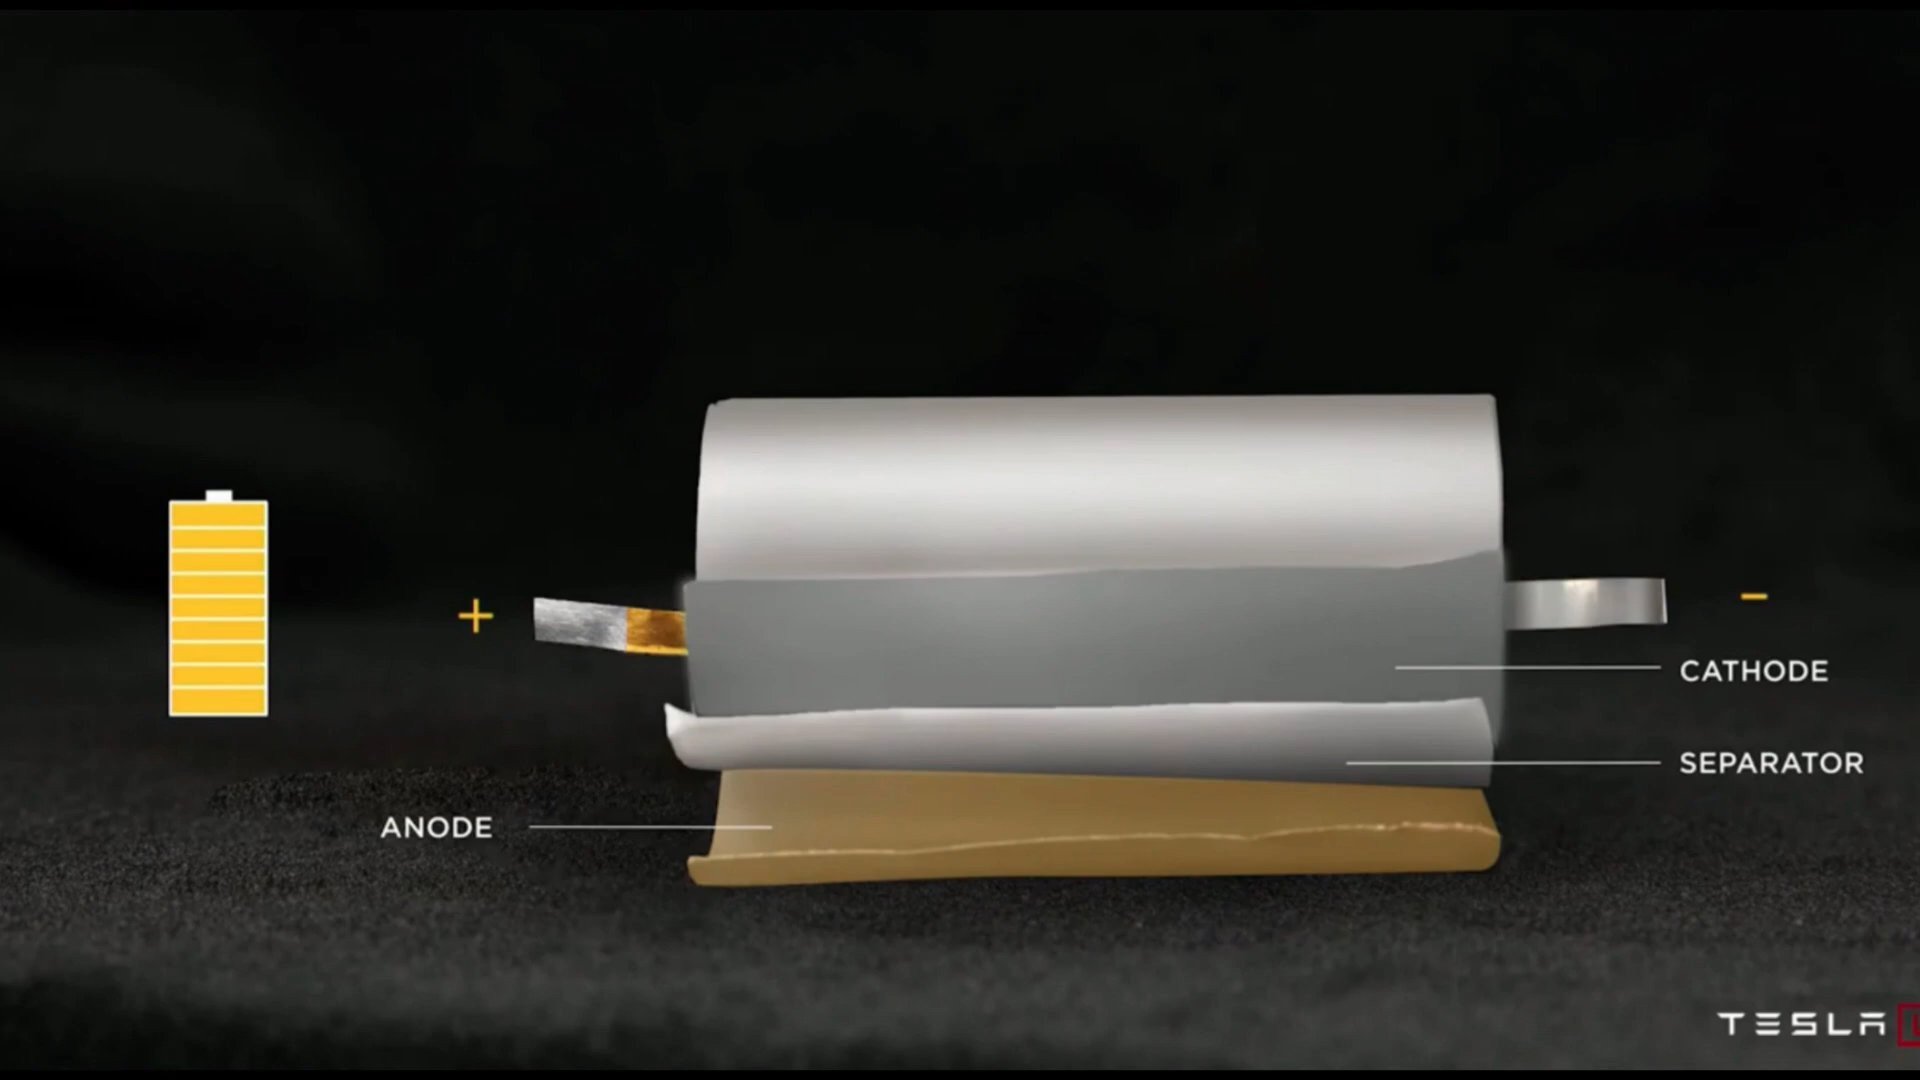 +
−
CATHODE
SEPARATOR
ANODE
TESLA